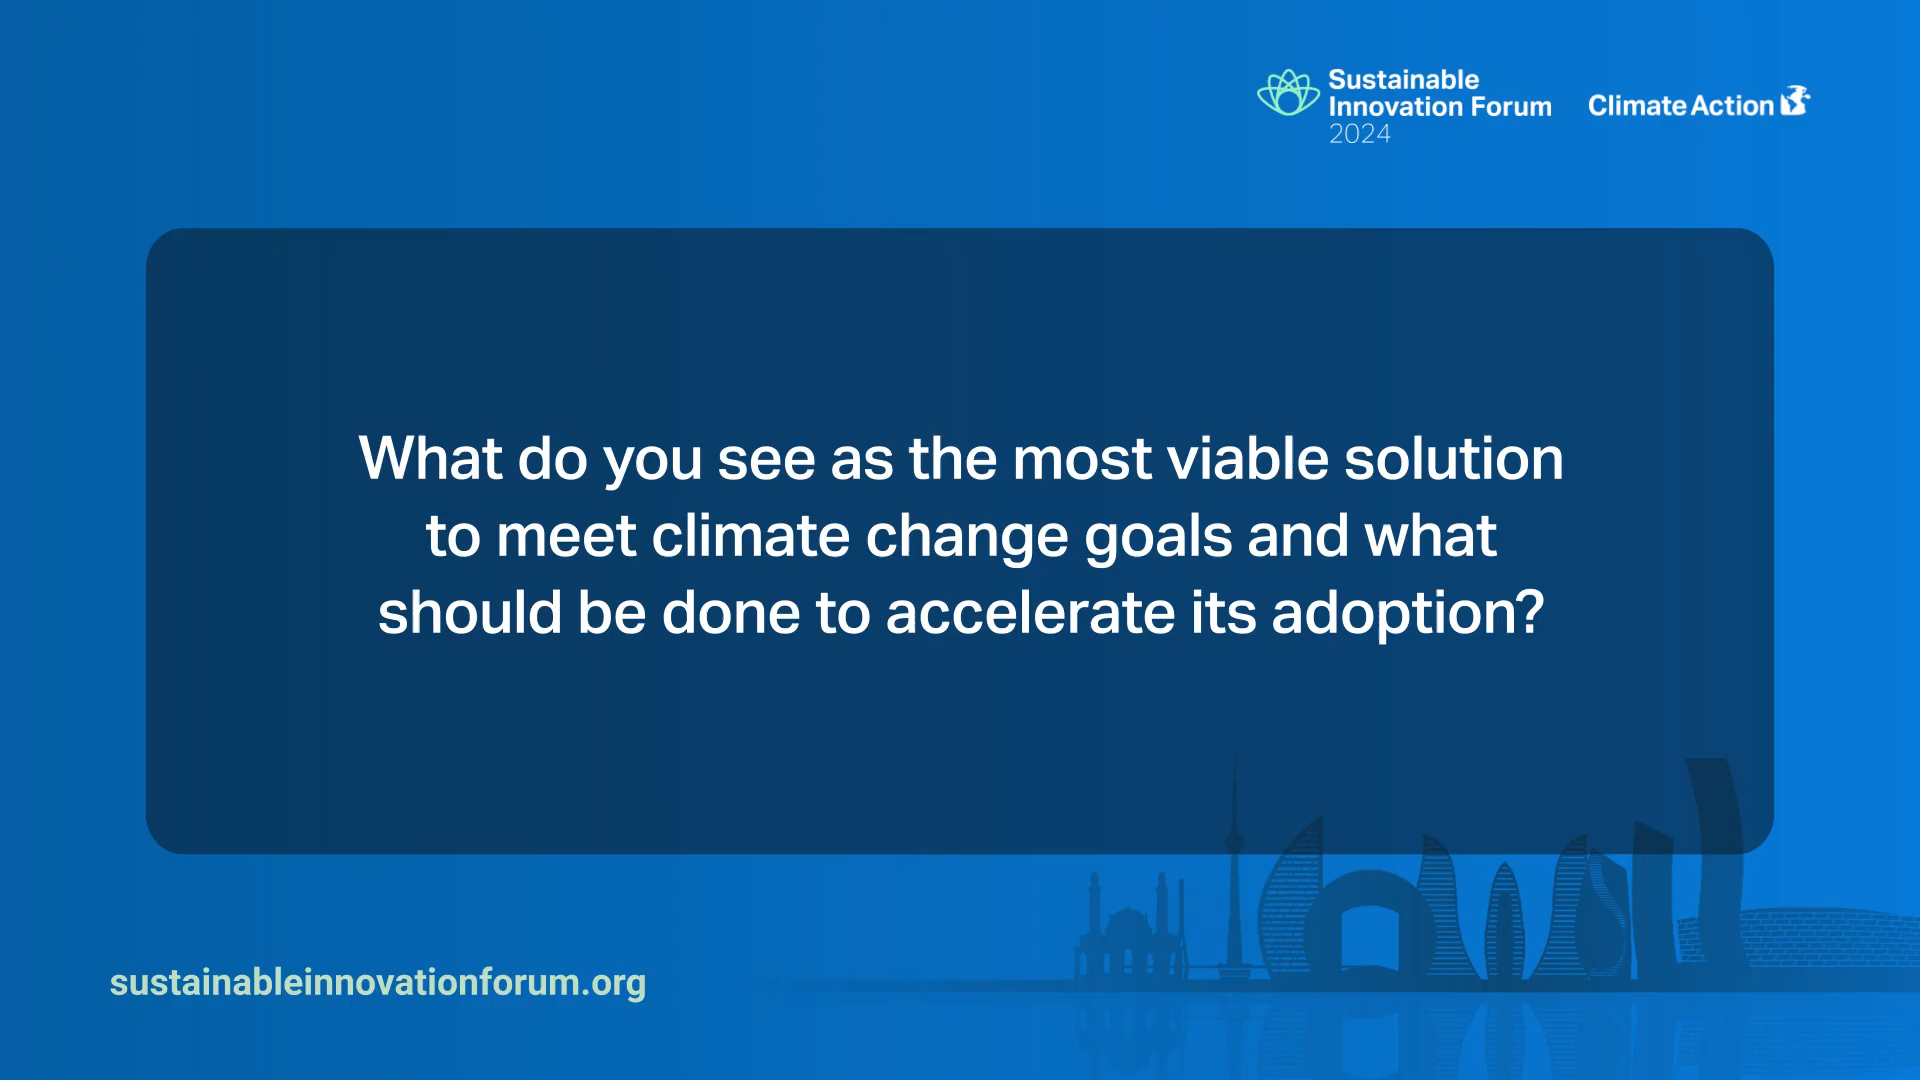 Sustainable
Innovation Forum
2024
Climate Action
What do you see as the most viable solution
to meet climate change goals and what
should be done to accelerate its adoption?
sustainableinnovationforum.org